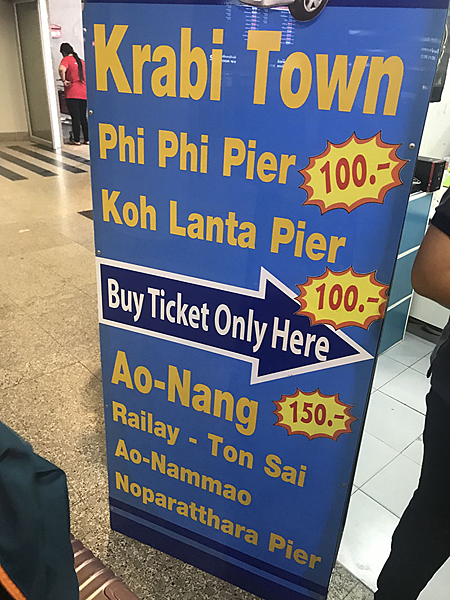 Krabi Town
Phi Phi Pier 100.-
Koh Lanta Pier
100.-
Buy Ticket Only Here
Ao-Nang 150.-
Railay - Ton Sai
Ao-Nammao
Noparatthara Pier